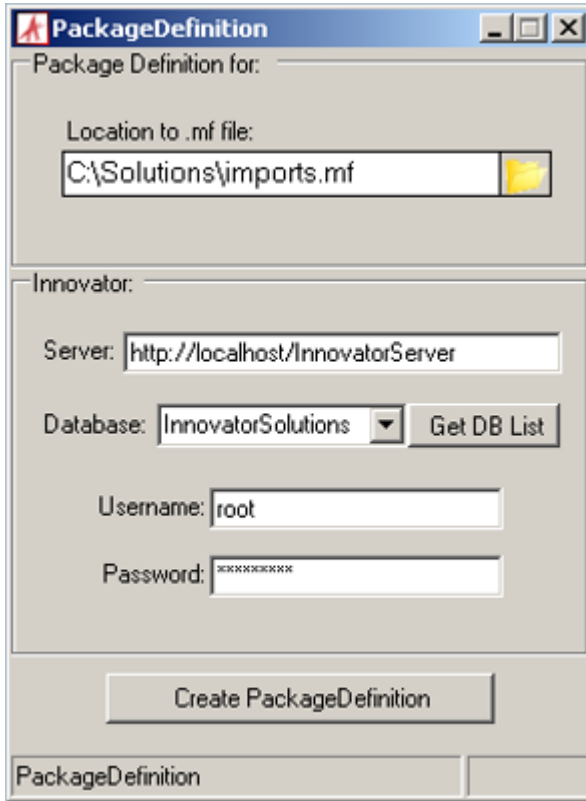 PackageDefinition
Package Definition for:
Location to .mf file:
C:\Solutions\imports.mf
Innovator:
Server: http://localhost/InnovatorServer
Database: InnovatorSolutions Get DB List
Username: root
Password: *********
Create PackageDefinition
PackageDefinition